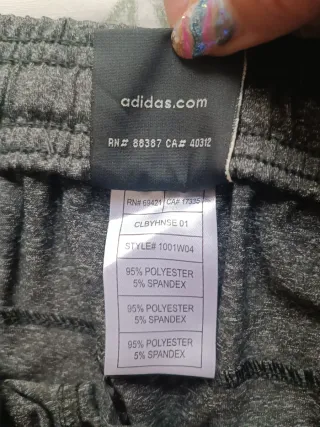 adidas.com
RN# 88387 CA# 40312
RN# 69421 CA# 17935
CLBYHNSE 01
STYLE# 1001W04
95% POLYESTER
5% SPANDEX
95% POLYESTER
5% SPANDEX
95% POLYESTER
5% SPANDEX